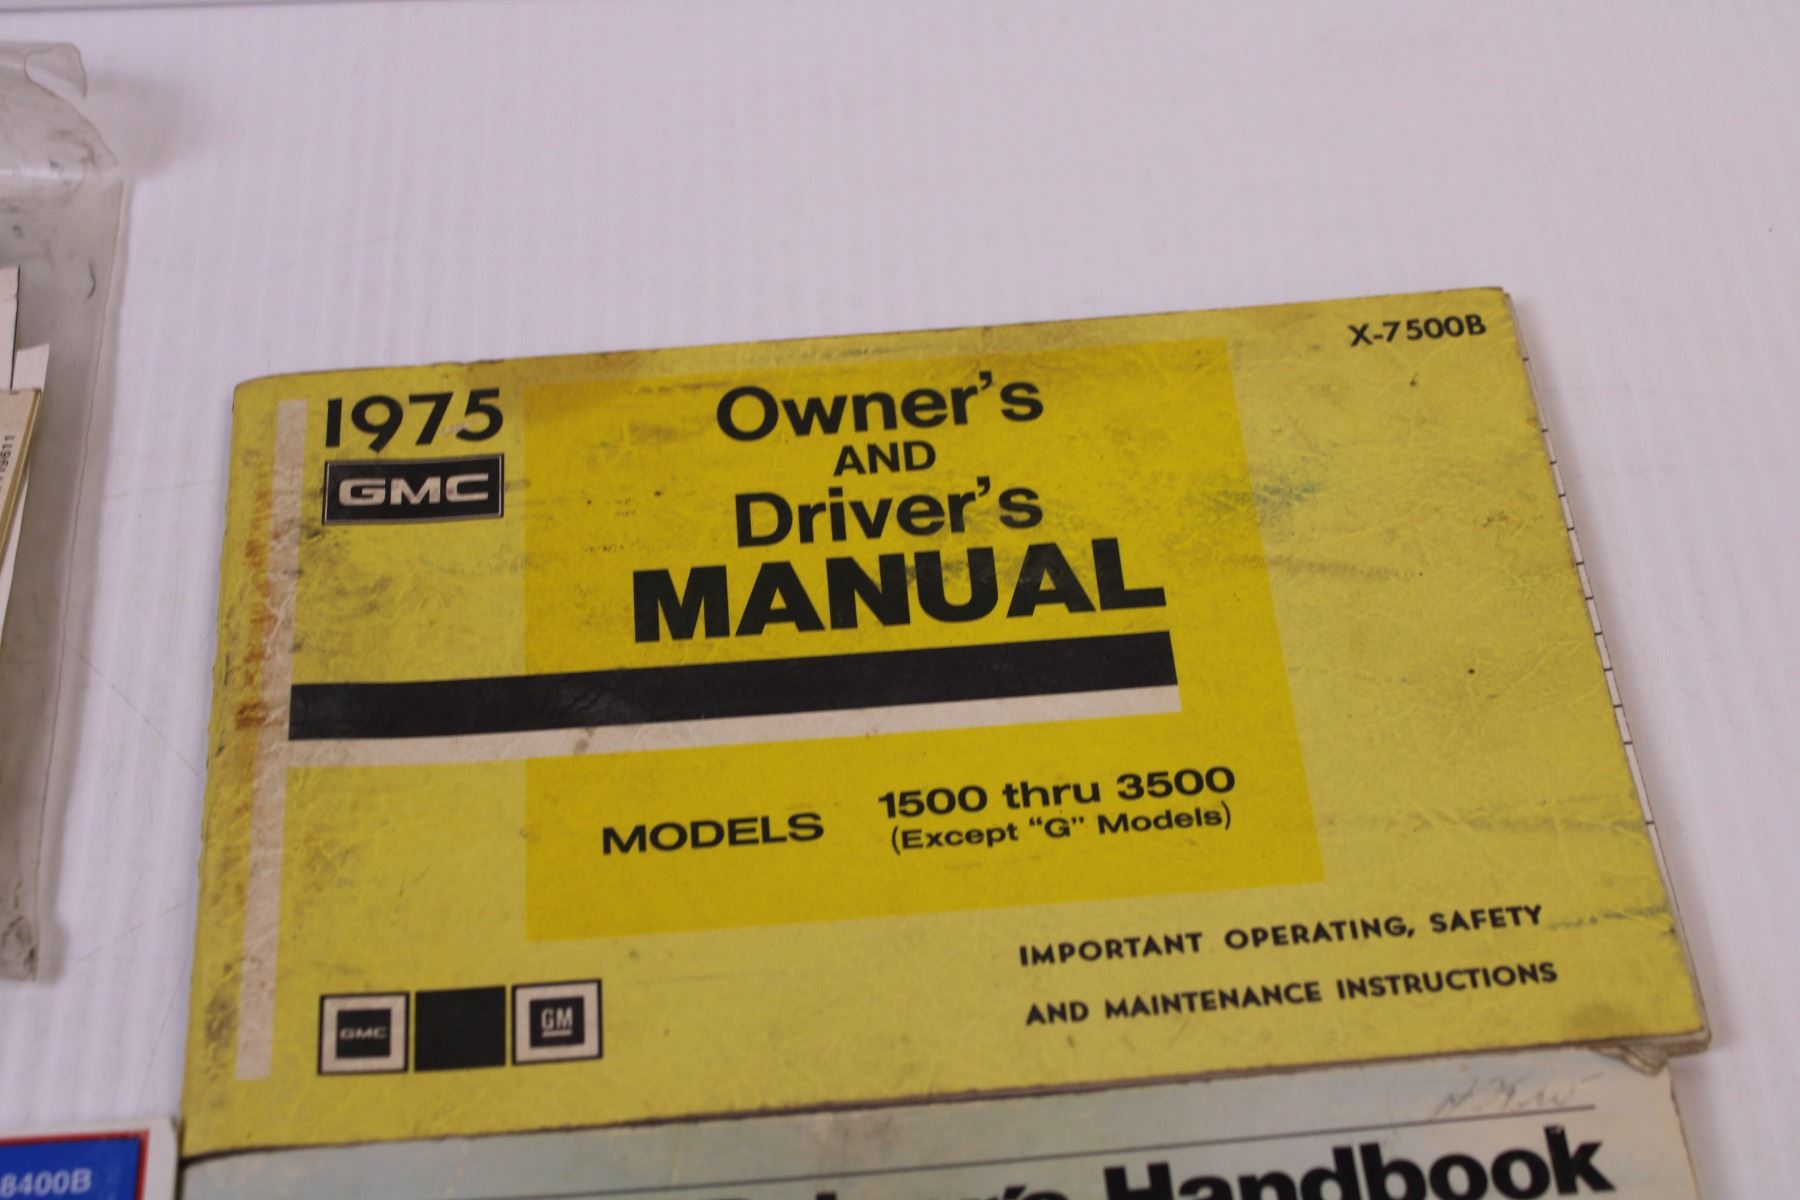 X-7500B
1975
GMC
Owner's
AND
Driver's
MANUAL
MODELS 1500 thru 3500
(Except "G" Models)
IMPORTANT OPERATING, SAFETY
AND MAINTENANCE INSTRUCTIONS
GMC
GM
Handbook
8400B